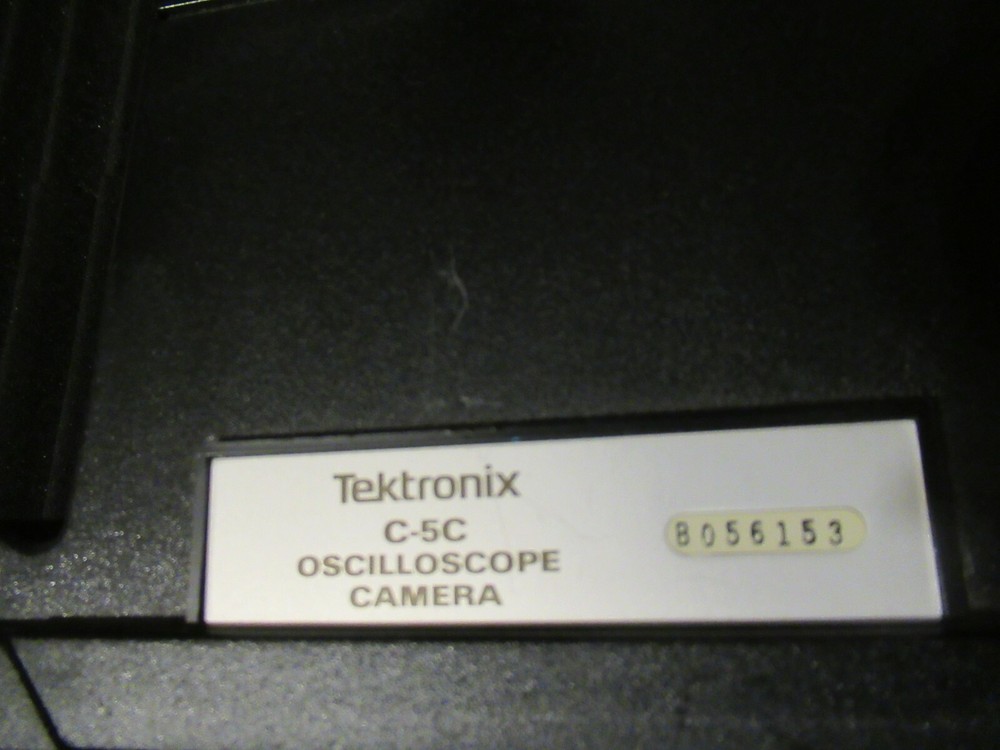 Tektronix
C-5C
OSCILLOSCOPE
CAMERA
B056153